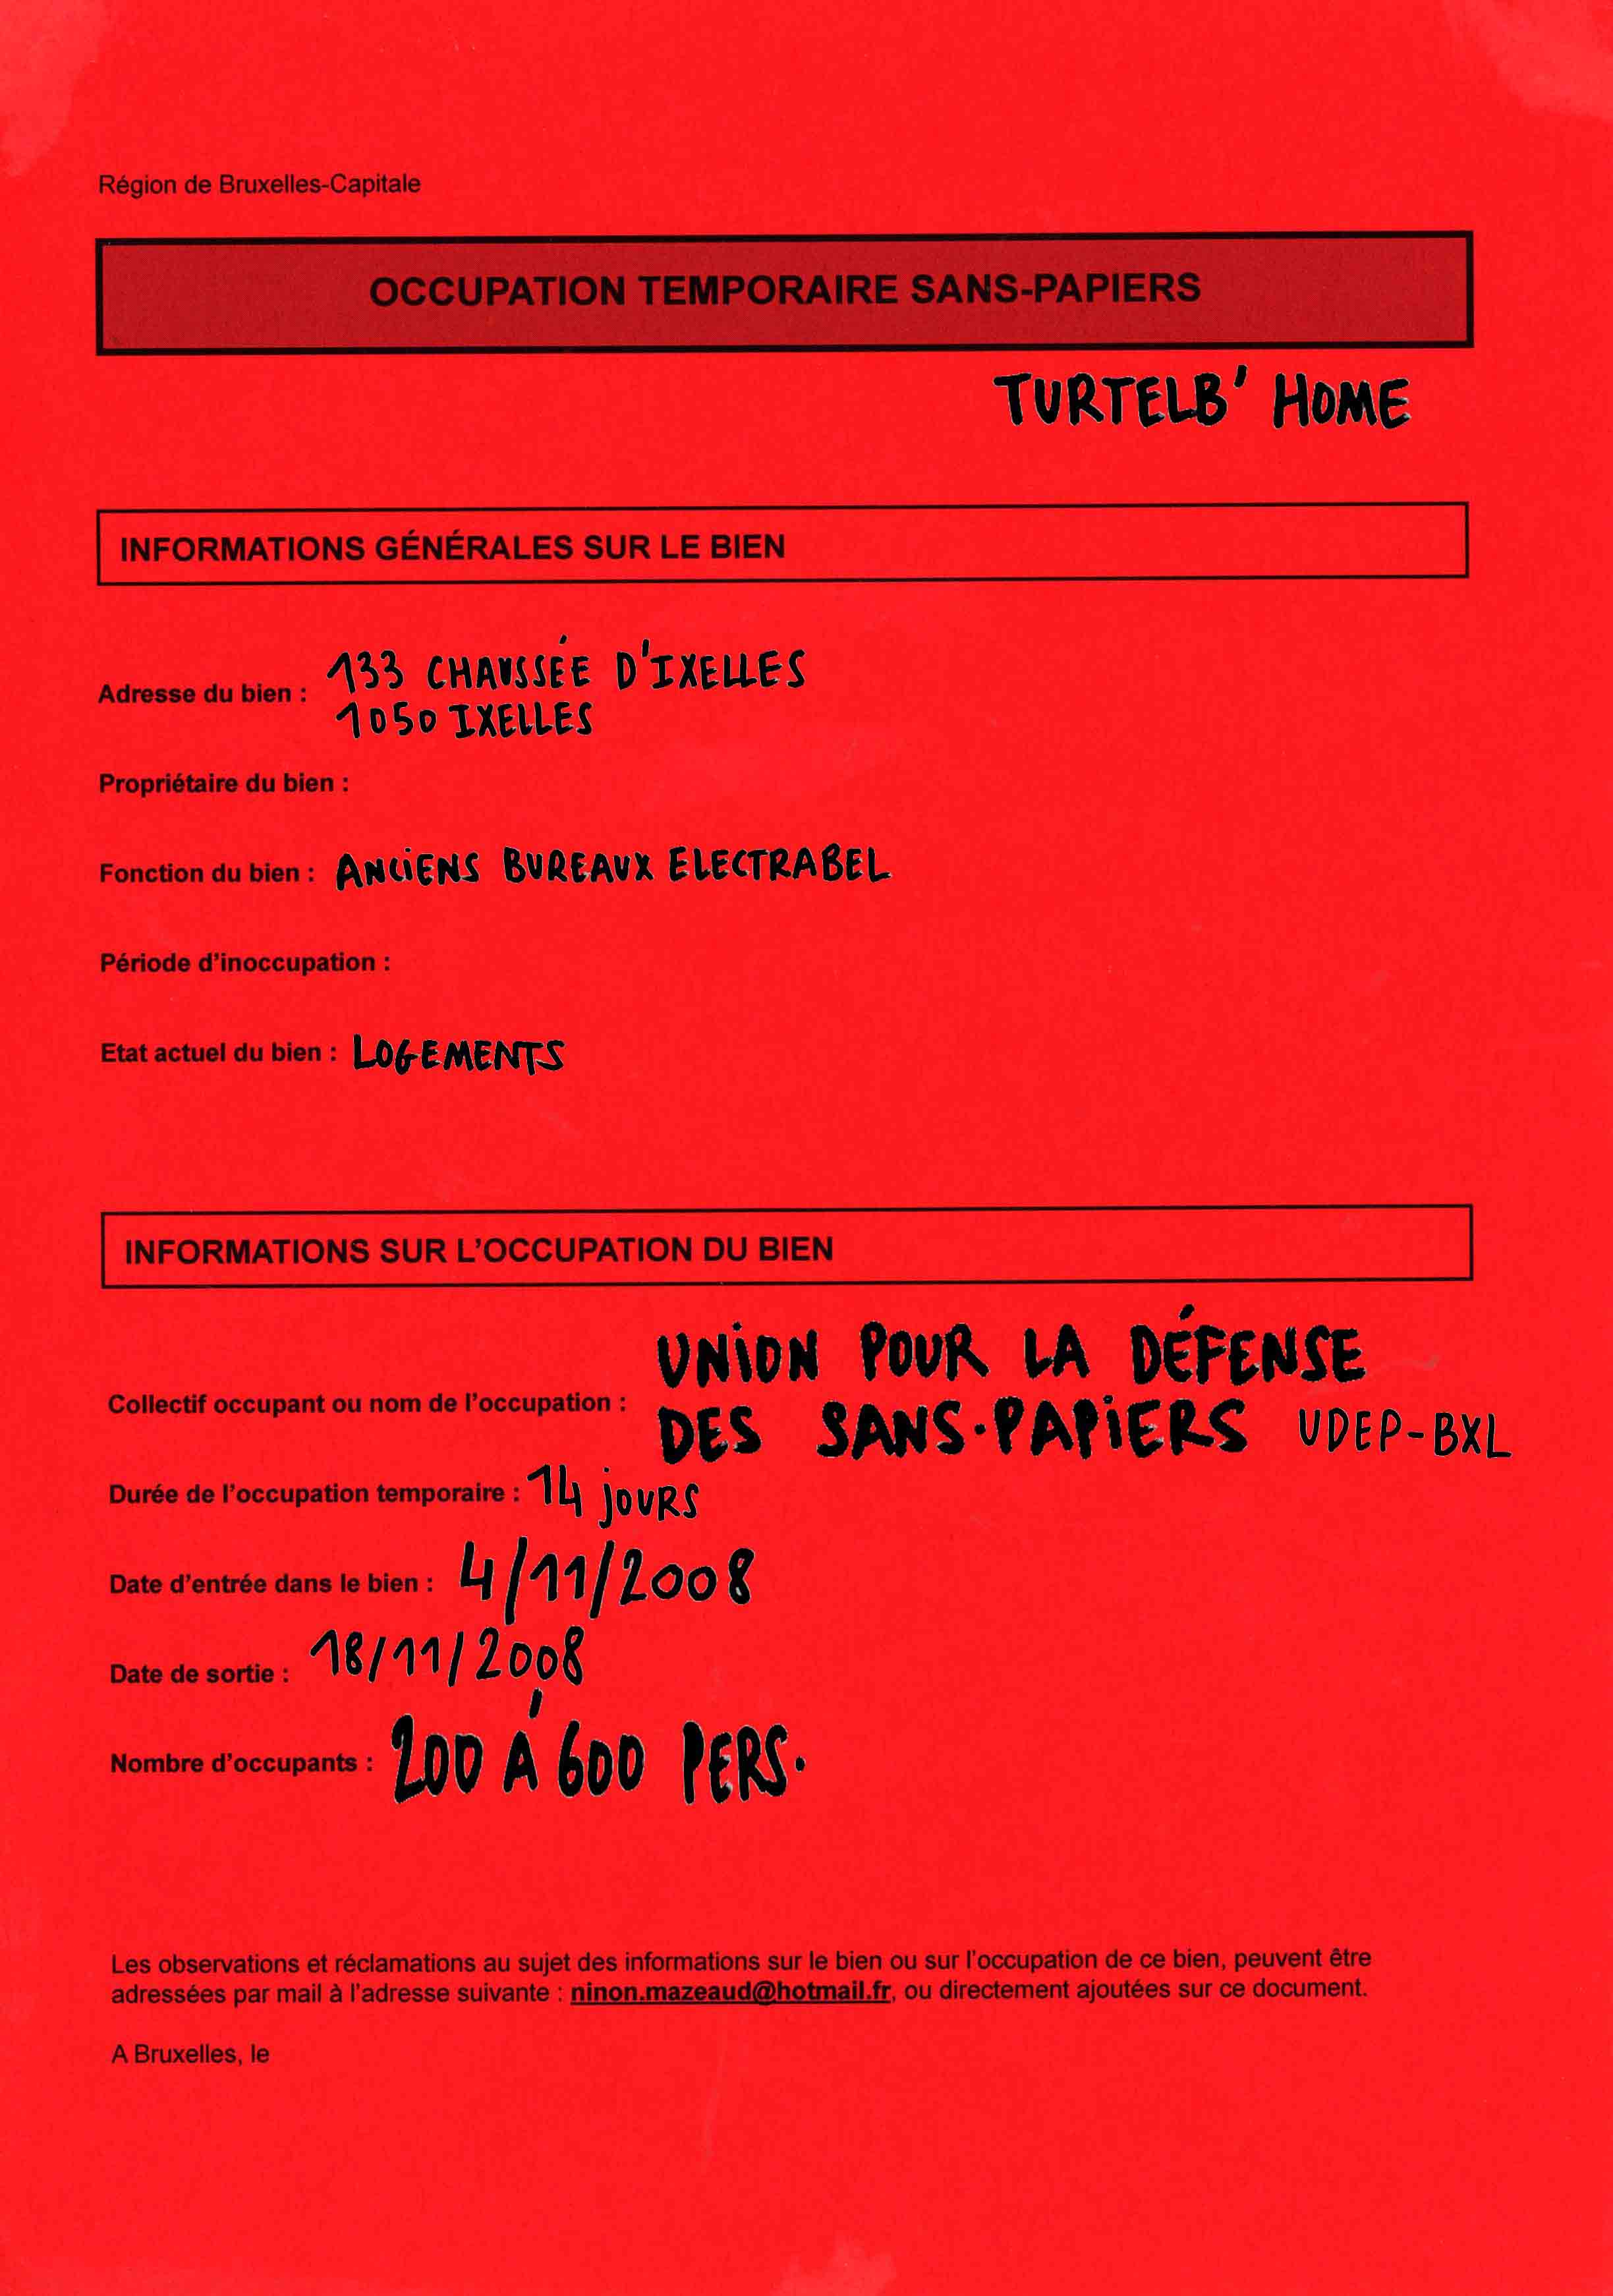 Région de Bruxelles-Capitale
OCCUPATION TEMPORAIRE SANS-PAPIERS
TURTELB' HOME
INFORMATIONS GÉNÉRALES SUR LE BIEN
Adresse du bien : 133 CHAUSSÉE D'IXELLES
1050 IXELLES
Propriétaire du bien :
Fonction du bien : ANCIENS BUREAUX ELECTRABEL
Période d'inoccupation :
Etat actuel du bien : LOGEMENTS
INFORMATIONS SUR L'OCCUPATION DU BIEN
Collectif occupant ou nom de l'occupation : UNION POUR LA DÉFENSE
DES SANS-PAPIERS UDEP-BXL
Durée de l'occupation temporaire : 14 JOURS
Date d'entrée dans le bien : 4/11/2008
Date de sortie : 18/11/2008
Nombre d'occupants : 200 À 600 PERS.
Les observations et réclamations au sujet des informations sur le bien ou sur l'occupation de ce bien, peuvent être
adressées par mail à l'adresse suivante : ninon.mazeaud@hotmail.fr, ou directement ajoutées sur ce document.
A Bruxelles, le